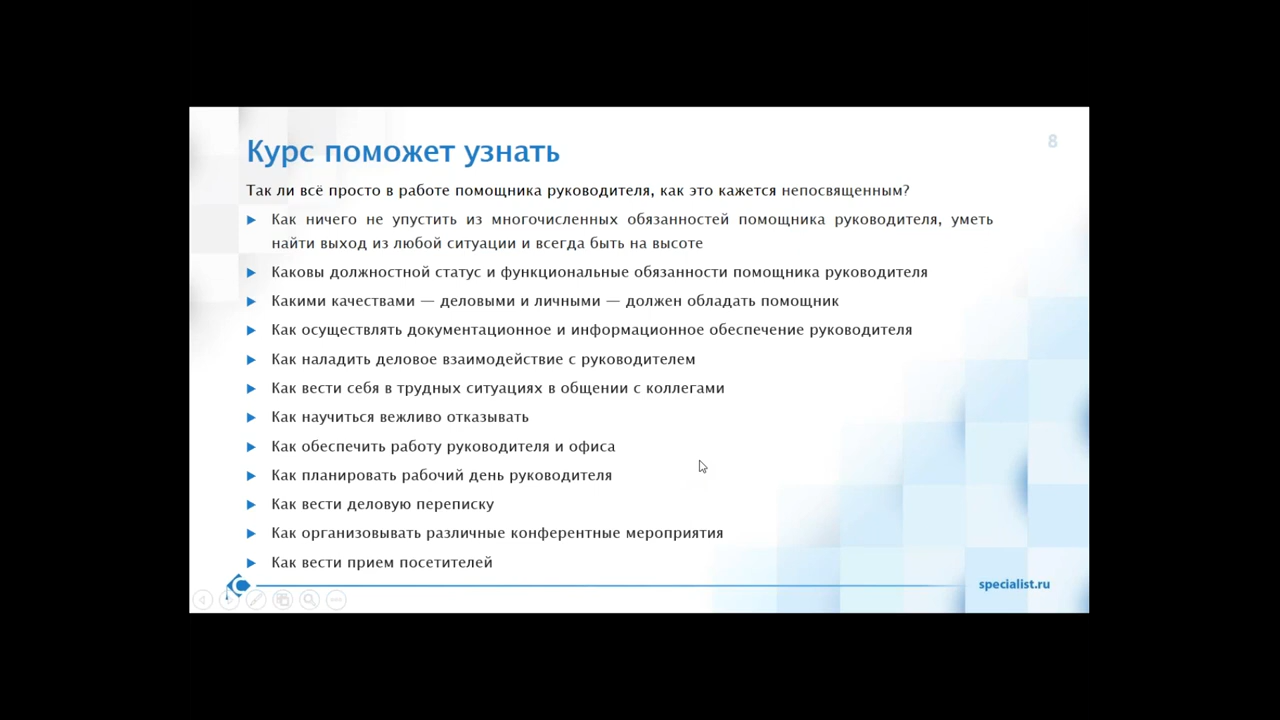 Курс поможет узнать
8
Так ли всё просто в работе помощника руководителя, как это кажется непосвященным?
Как ничего не упустить из многочисленных обязанностей помощника руководителя, уметь
найти выход из любой ситуации и всегда быть на высоте
Каковы должностной статус и функциональные обязанности помощника руководителя
Какими качествами — деловыми и личными — должен обладать помощник
Как осуществлять документационное и информационное обеспечение руководителя
Как наладить деловое взаимодействие с руководителем
Как вести себя в трудных ситуациях в общении с коллегами
Как научиться вежливо отказывать
Как обеспечить работу руководителя и офиса
Как планировать рабочий день руководителя
Как вести деловую переписку
Как организовывать различные конферентные мероприятия
Как вести прием посетителей
specialist.ru